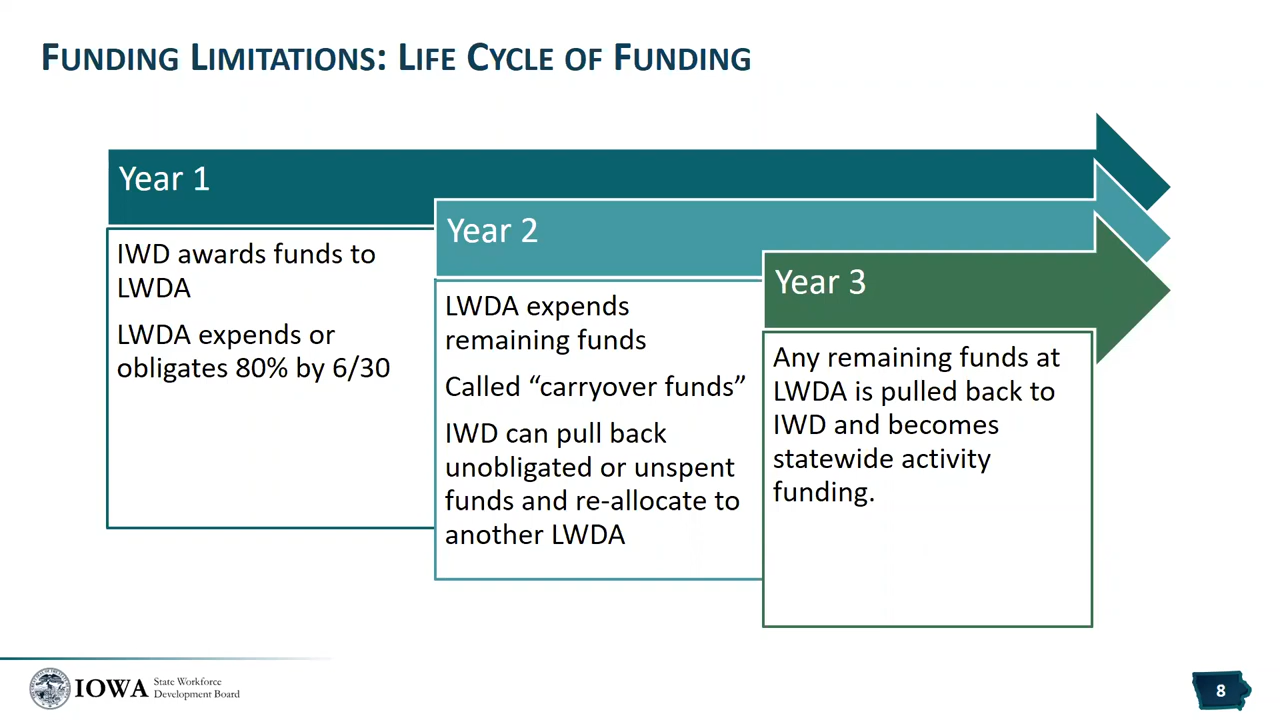 FUNDING LIMITATIONS: LIFE CYCLE OF FUNDING
Year 1
IWD awards funds to
LWDA
LWDA expends or
obligates 80% by 6/30
Year 2
LWDA expends
remaining funds
Called “carryover funds”
IWD can pull back
unobligated or unspent
funds and re-allocate to
another LWDA
Year 3
Any remaining funds at
LWDA is pulled back to
IWD and becomes
statewide activity
funding.
IOWA
State Workforce
Development Board
8